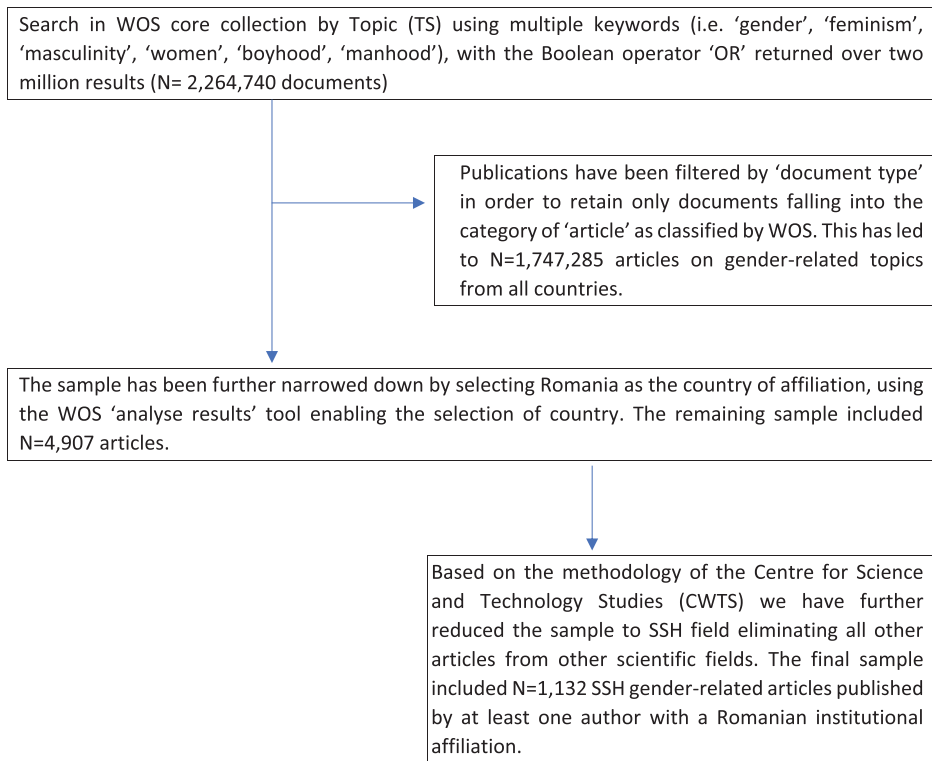 Search in WOS core collection by Topic (TS) using multiple keywords (i.e. ‘gender’, ‘feminism’,
‘masculinity’, ‘women’, ‘boyhood’, ‘manhood’), with the Boolean operator ‘OR’ returned over two
million results (N= 2,264,740 documents)
Publications have been filtered by ‘document type’
in order to retain only documents falling into the
category of ‘article’ as classified by WOS. This has led
to N=1,747,285 articles on gender-related topics
from all countries.
The sample has been further narrowed down by selecting Romania as the country of affiliation, using
the WOS ‘analyse results’ tool enabling the selection of country. The remaining sample included
N=4,907 articles.
Based on the methodology of the Centre for Science
and Technology Studies (CWTS) we have further
reduced the sample to SSH field eliminating all other
articles from other scientific fields. The final sample
included N=1,132 SSH gender-related articles published
by at least one author with a Romanian institutional
affiliation.